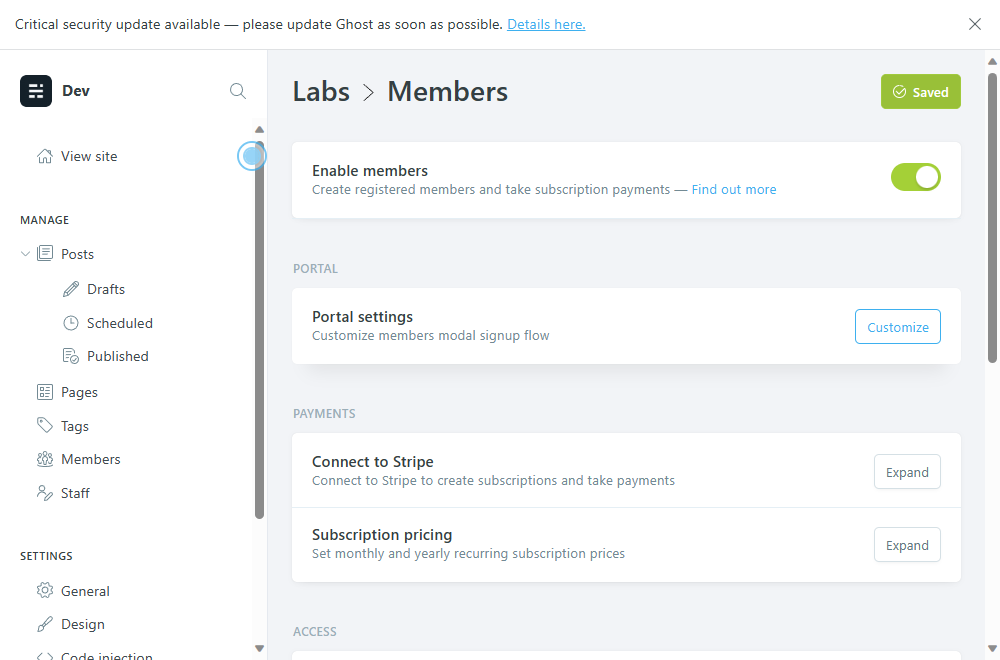 Critical security update available — please update Ghost as soon as possible. Details here.
Dev
View site
MANAGE
Posts
Drafts
Scheduled
Published
Pages
Tags
Members
Staff
SETTINGS
General
Design
Code injection
Labs > Members
Saved
Enable members
Create registered members and take subscription payments — Find out more
PORTAL
Portal settings
Customize members modal signup flow
Customize
PAYMENTS
Connect to Stripe
Connect to Stripe to create subscriptions and take payments
Expand
Subscription pricing
Set monthly and yearly recurring subscription prices
Expand
ACCESS